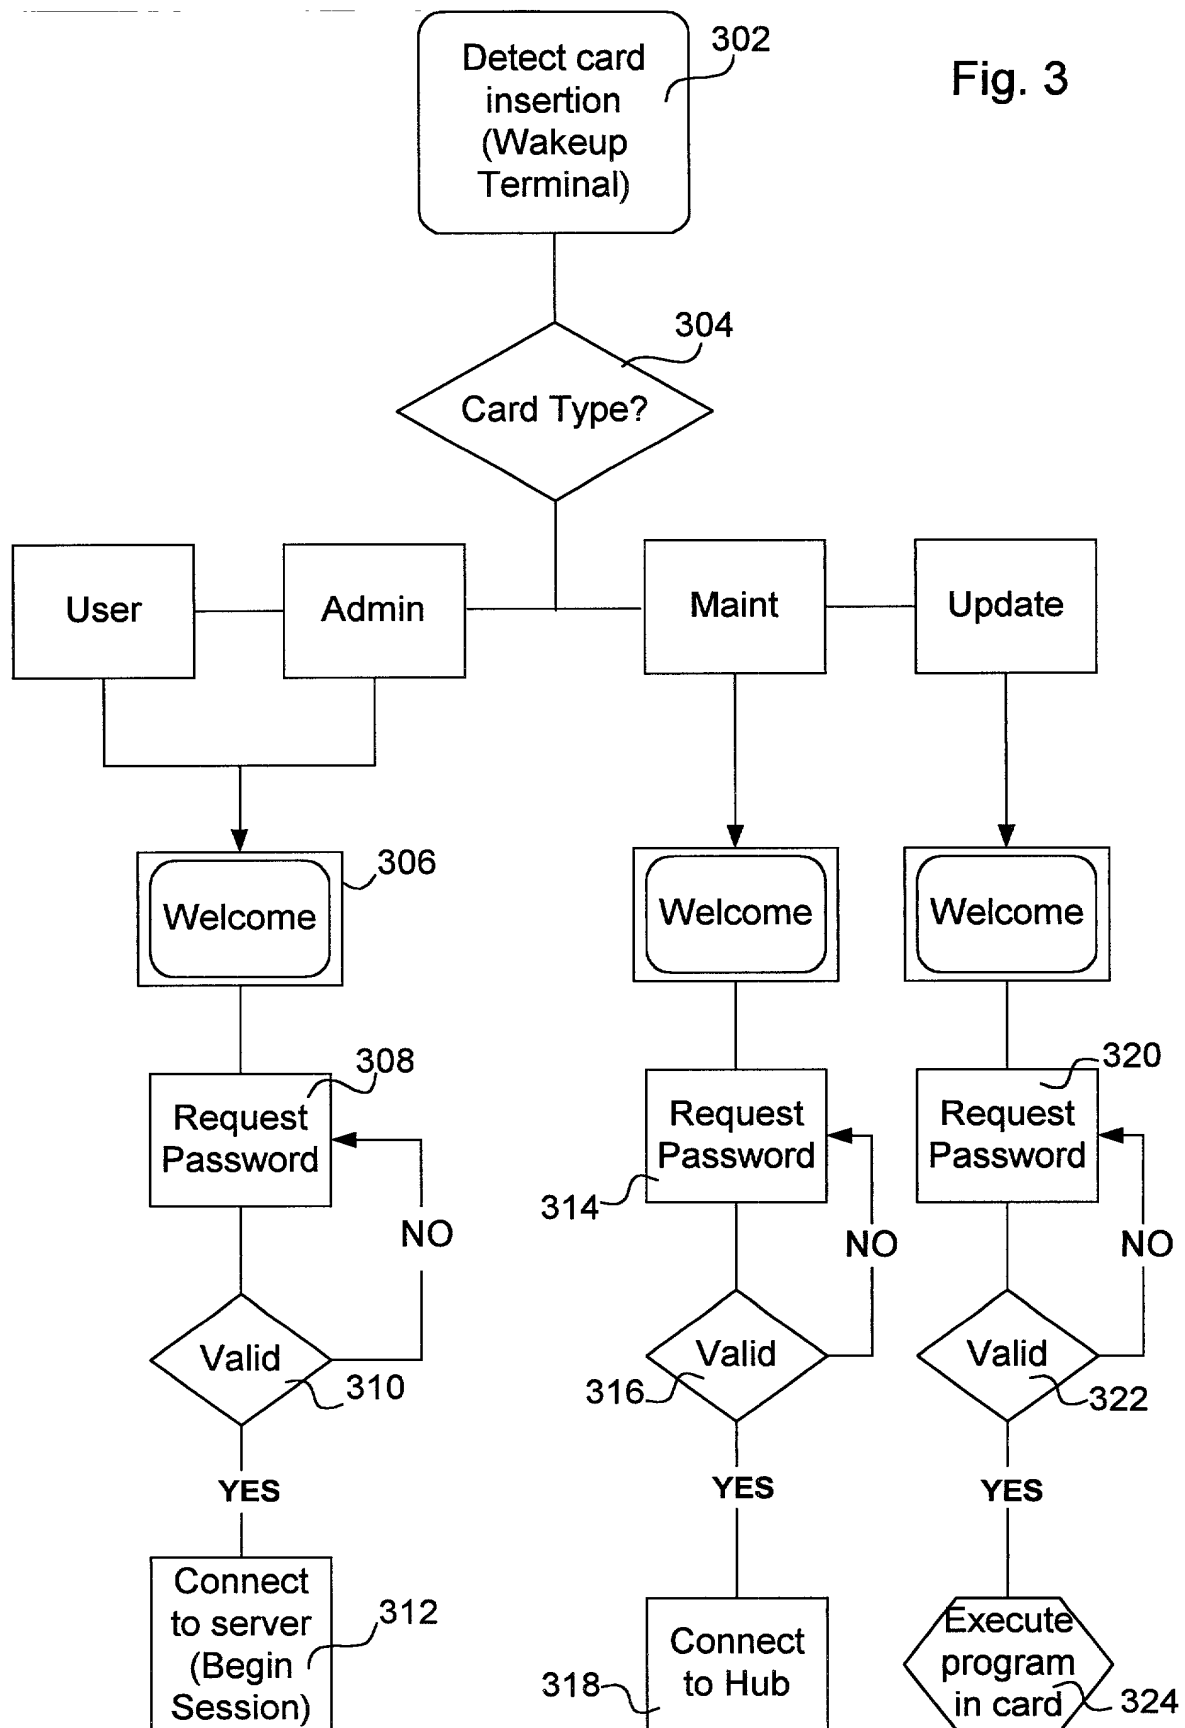 Fig. 3
302
Detect card
insertion
(Wakeup
Terminal)
304
Card Type?
User
Admin
Maint
Update
306
Welcome
Welcome
Welcome
308
Request
Password
314
Request
Password
320
Request
Password
NO
NO
NO
Valid
310
Valid
316
Valid
322
YES
YES
YES
Connect
to server
(Begin
Session)
312
Connect
to Hub
318
Execute
program
in card
324